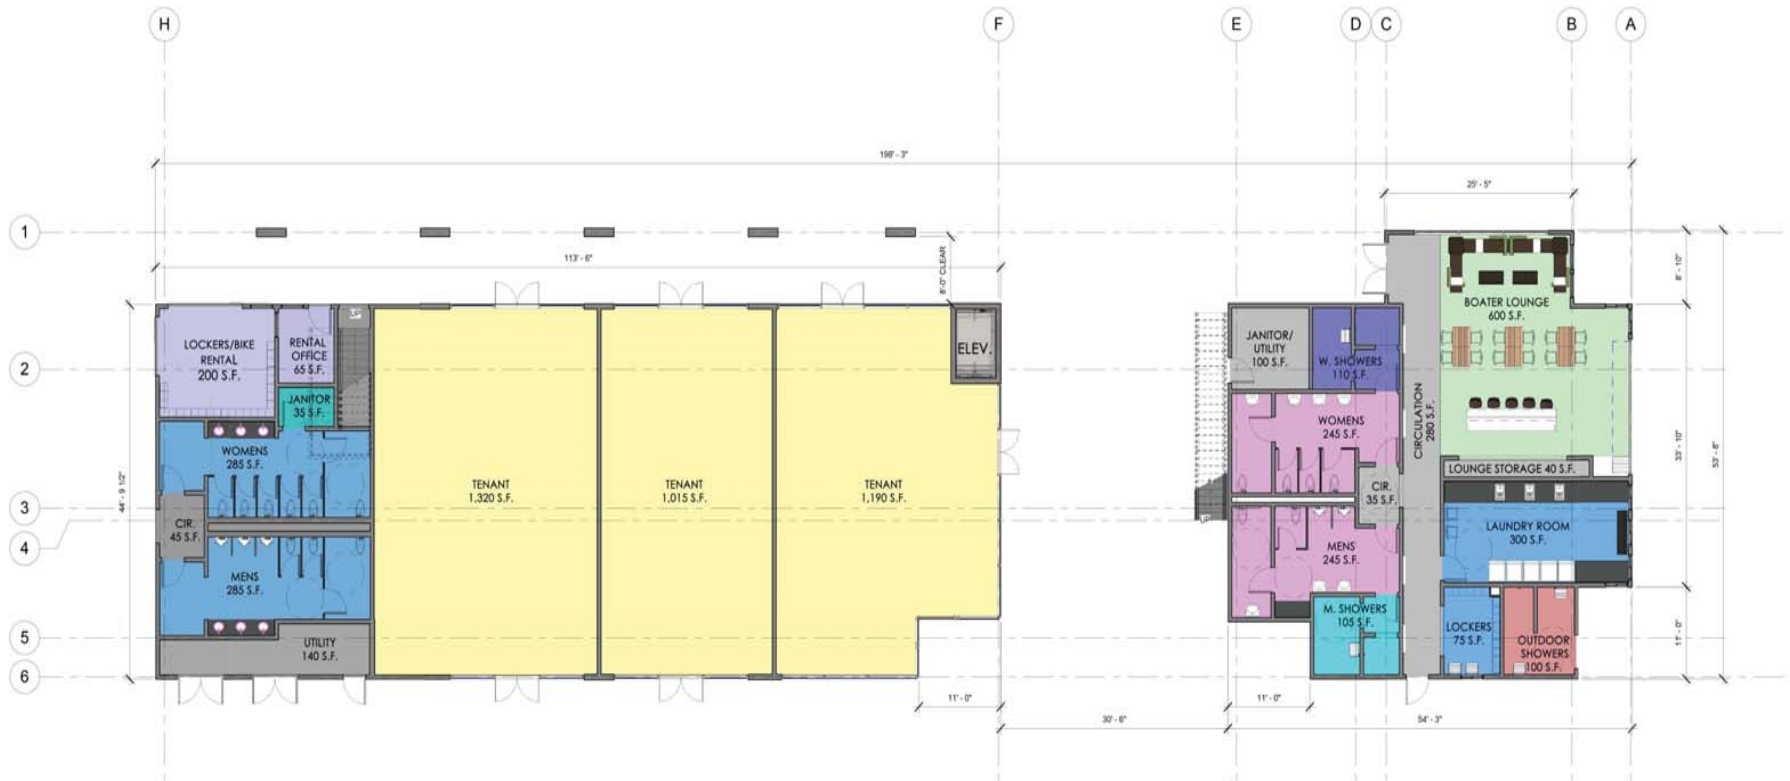 H
F
E
D
C
B
A
198' - 3"
25' - 5"
1
113' - 6"
8'-0" CLEAR
8' - 10"
UP
BOATER LOUNGE
600 S.F.
LOCKERS/BIKE
RENTAL
200 S.F.
RENTAL
OFFICE
65 S.F.
ELEV.
JANITOR/
UTILITY
100 S.F.
W. SHOWERS
110 S.F.
2
JANITOR
35 S.F.
CIRCULATION
280 S.F.
WOMENS
245 S.F.
WOMENS
285 S.F.
33' - 10"
53' - 8"
44' - 9 1/2"
LOUNGE STORAGE 40 S.F.
TENANT
1,320 S.F.
TENANT
1,015 S.F.
TENANT
1,190 S.F.
CIR.
35 S.F.
3
UP
CIR.
45 S.F.
LAUNDRY ROOM
300 S.F.
4
MENS
245 S.F.
MENS
285 S.F.
M. SHOWERS
105 S.F.
LOCKERS
75 S.F.
OUTDOOR
SHOWERS
100 S.F.
11' - 0"
5
UTILITY
140 S.F.
6
11' - 0"
11' - 0"
30' - 6"
54' - 3"